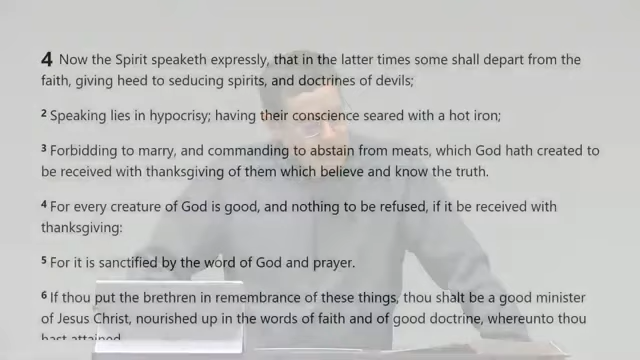 4 Now the Spirit speaketh expressly, that in the latter times some shall depart from the
faith, giving heed to seducing spirits, and doctrines of devils;
2 Speaking lies in hypocrisy; having their conscience seared with a hot iron;
3 Forbidding to marry, and commanding to abstain from meats, which God hath created to
be received with thanksgiving of them which believe and know the truth.
4 For every creature of God is good, and nothing to be refused, if it be received with
thanksgiving:
5 For it is sanctified by the word of God and prayer.
6 If thou put the brethren in remembrance of these things, thou shalt be a good minister
of Jesus Christ, nourished up in the words of faith and of good doctrine, whereunto thou
hast attained